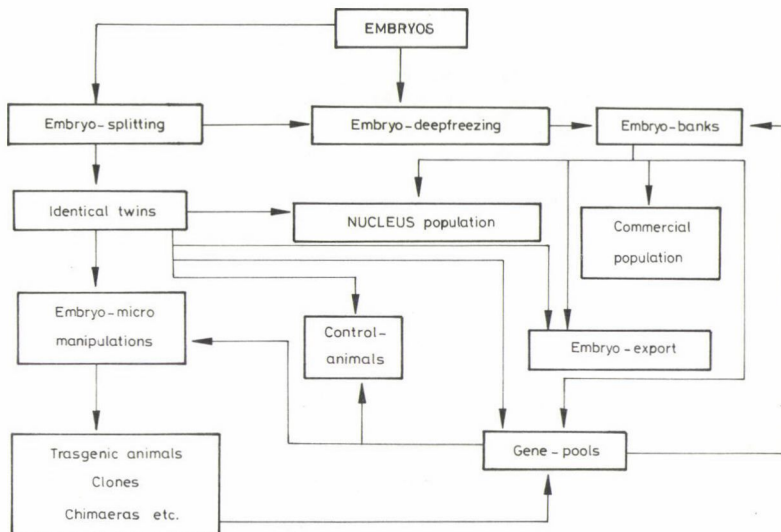 EMBRYOS
Embryo-splitting
Embryo-deepfreezing
Embryo-banks
Identical twins
NUCLEUS population
Commercial
population
Embryo-micro
manipulations
Control-
animals
Embryo-export
Trasgenic animals
Clones
Chimaeras etc.
Gene-pools